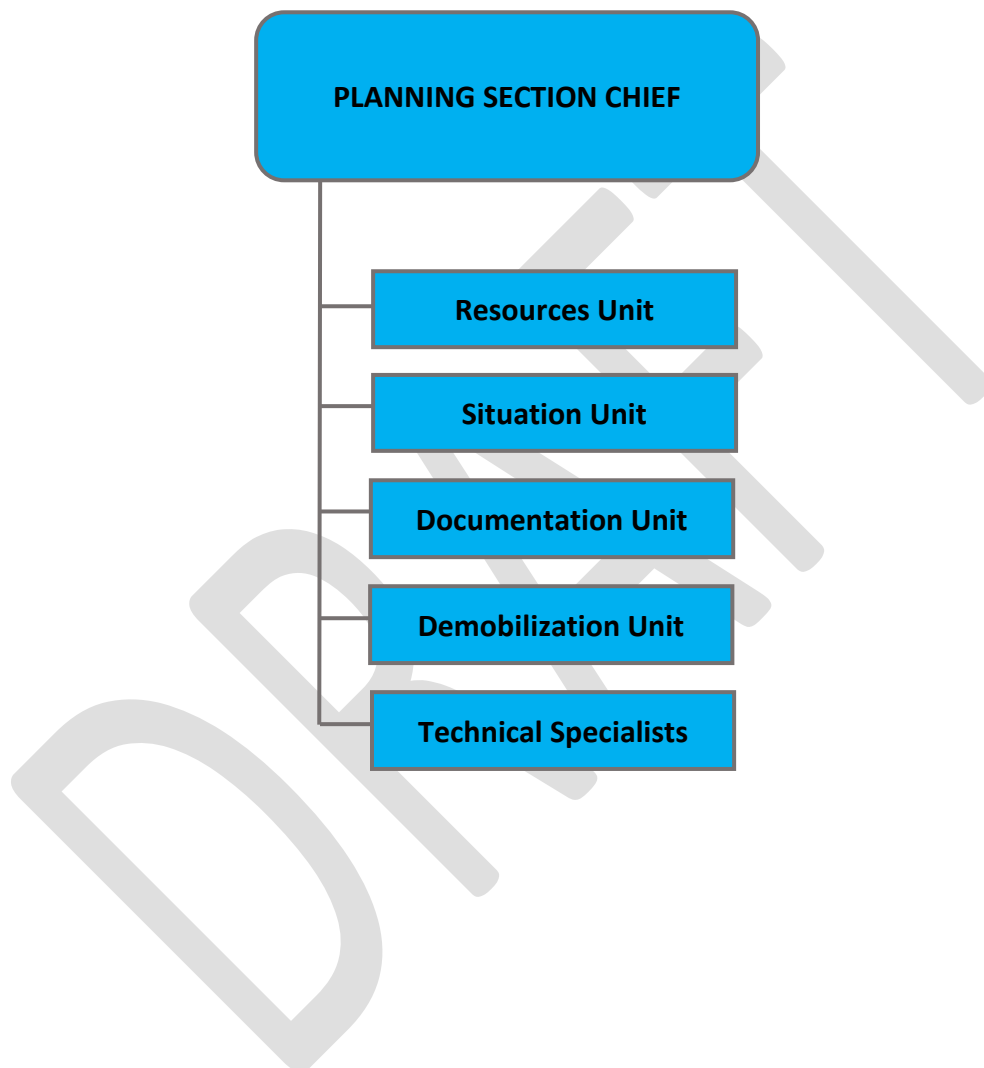 PLANNING SECTION CHIEF
Resources Unit
Situation Unit
Documentation Unit
Demobilization Unit
Technical Specialists
DRAFT